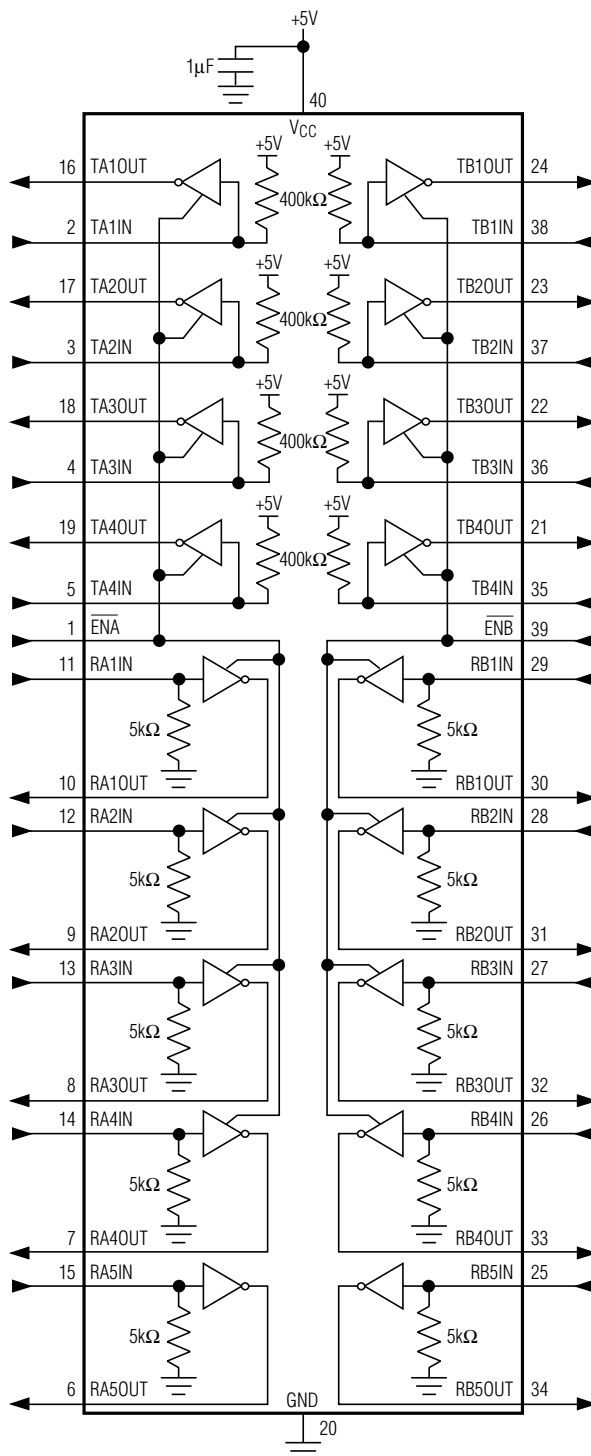 +5V
1μF
40
VCC
+5V +5V
16 TA1OUT TB1OUT 24
400kΩ
2 TA1IN TB1IN 38
+5V +5V
17 TA2OUT TB2OUT 23
400kΩ
3 TA2IN TB2IN 37
+5V +5V
18 TA3OUT TB3OUT 22
400kΩ
4 TA3IN TB3IN 36
+5V +5V
19 TA4OUT TB4OUT 21
400kΩ
5 TA4IN TB4IN 35
1 E̅N̅A̅ E̅N̅B̅ 39
11 RA1IN RB1IN 29
5kΩ 5kΩ
10 RA1OUT RB1OUT 30
12 RA2IN RB2IN 28
5kΩ 5kΩ
9 RA2OUT RB2OUT 31
13 RA3IN RB3IN 27
5kΩ 5kΩ
8 RA3OUT RB3OUT 32
14 RA4IN RB4IN 26
5kΩ 5kΩ
7 RA4OUT RB4OUT 33
15 RA5IN RB5IN 25
5kΩ 5kΩ
6 RA5OUT RB5OUT 34
GND
20